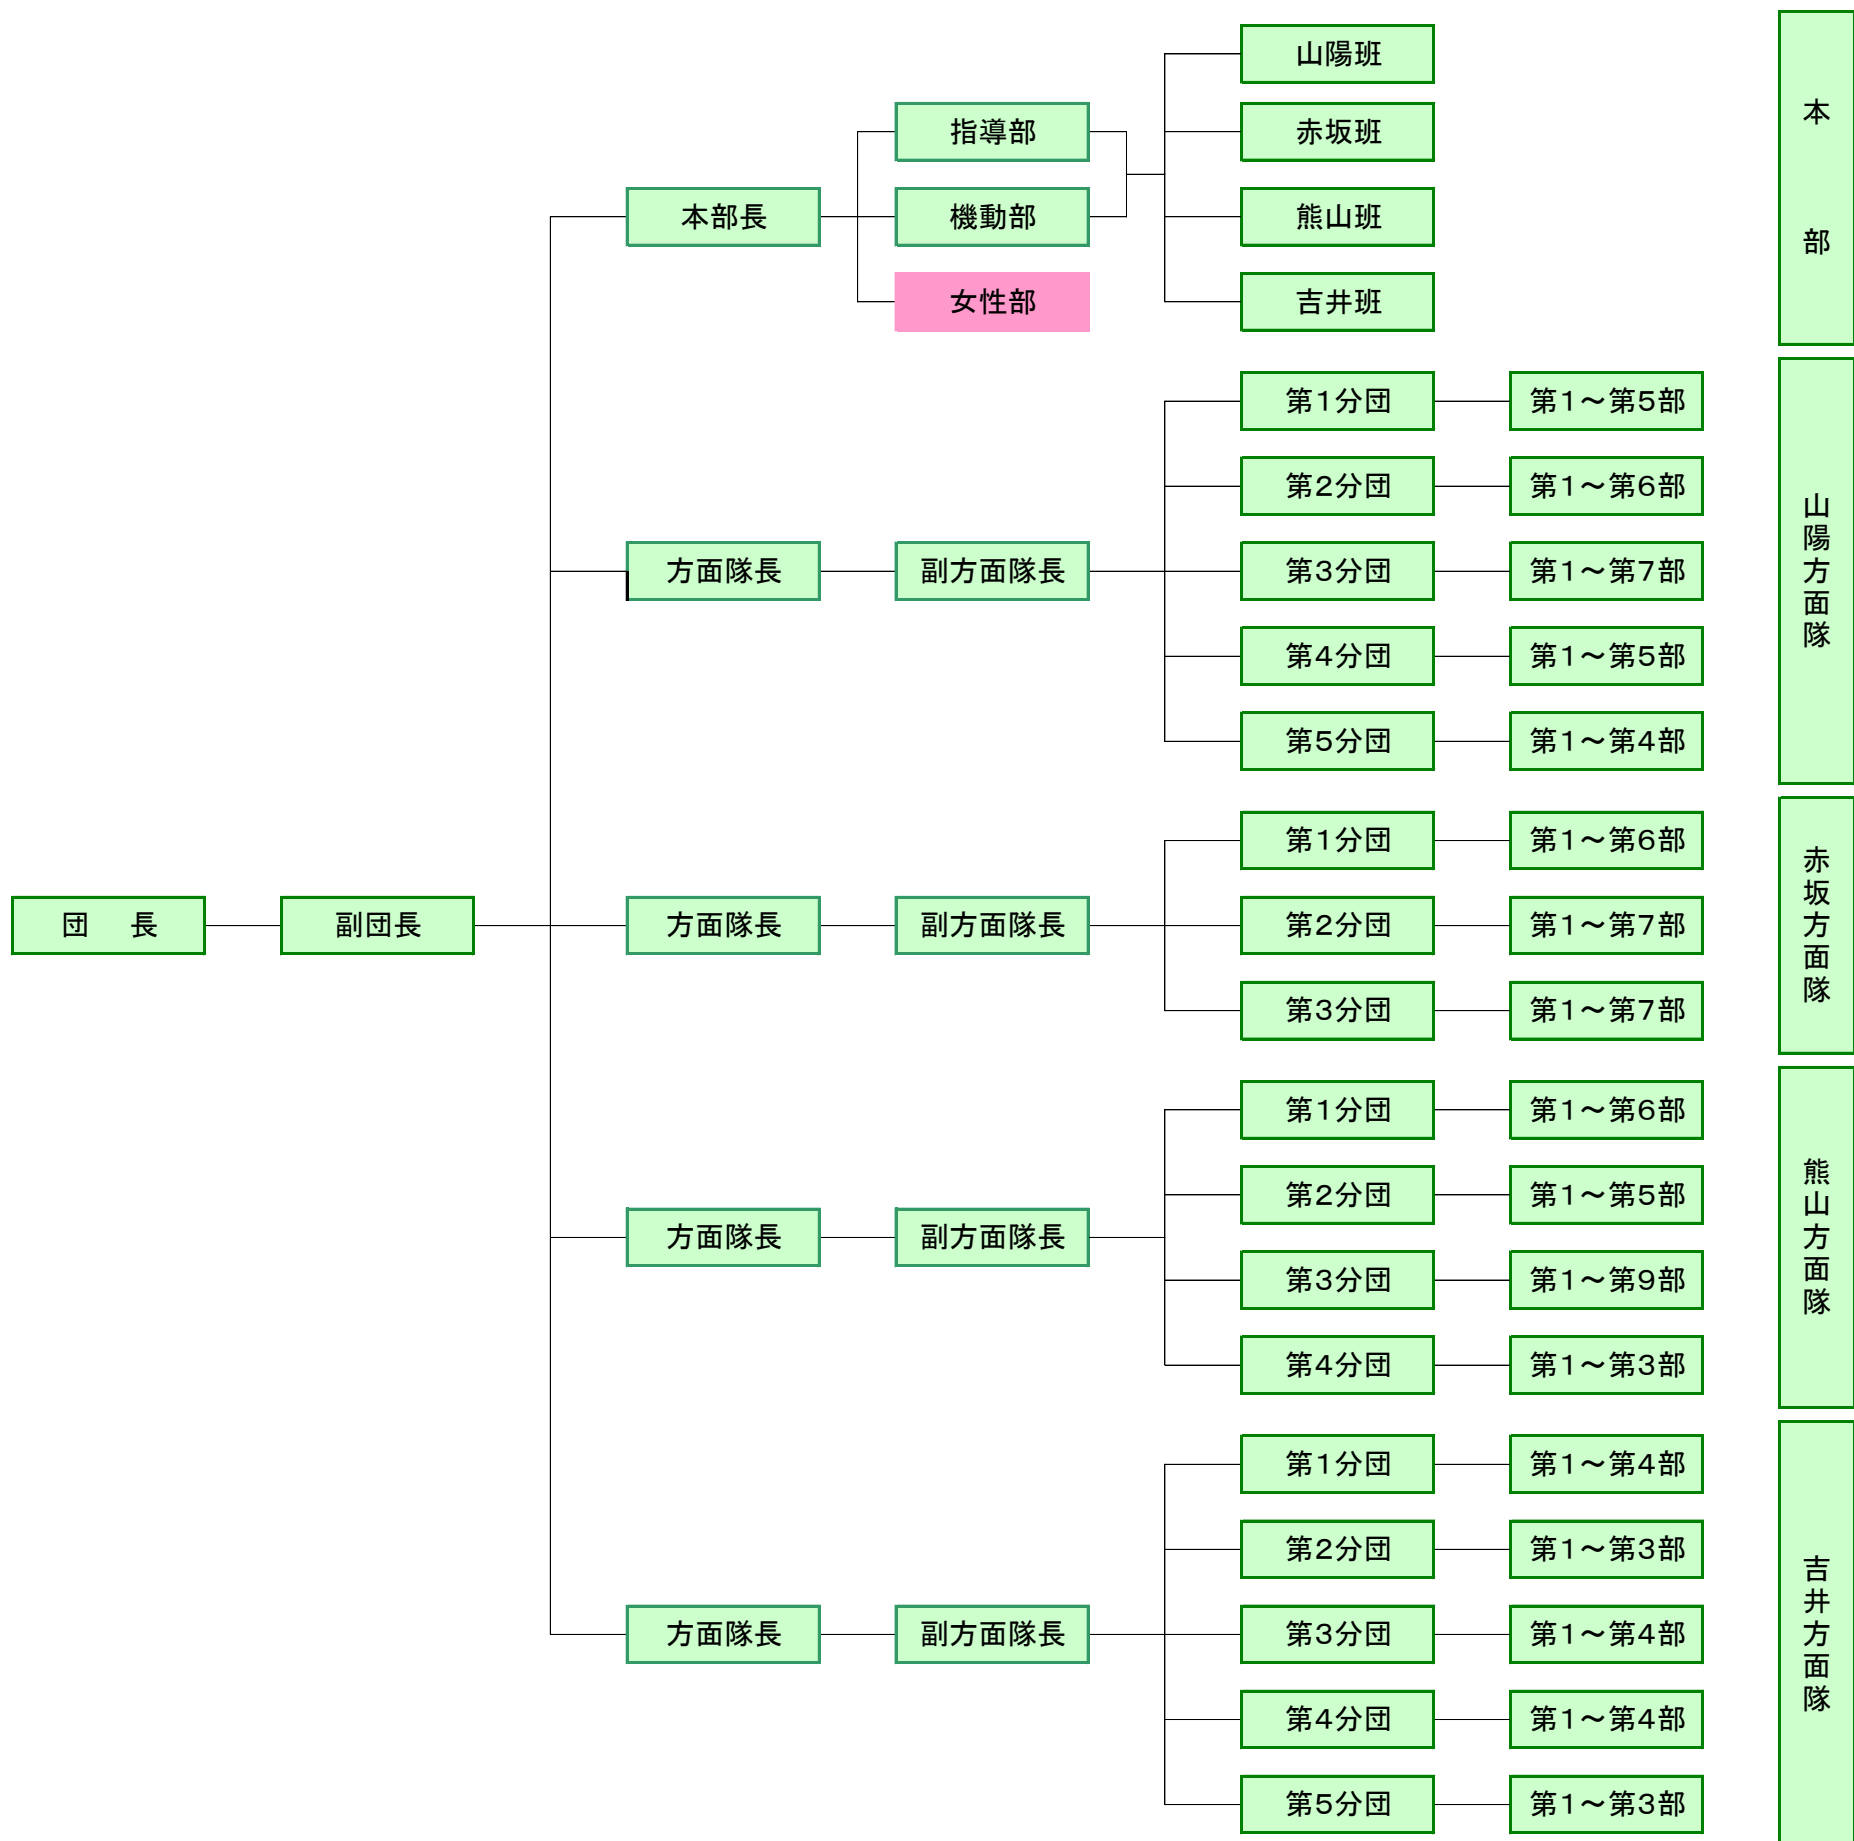 山陽班
指導部
赤坂班
本部長
機動部
熊山班
女性部
吉井班
本部
第1分団
第1～第5部
第2分団
第1～第6部
方面隊長
副方面隊長
第3分団
第1～第7部
第4分団
第1～第5部
第5分団
第1～第4部
山陽方面隊
第1分団
第1～第6部
団　長
副団長
方面隊長
副方面隊長
第2分団
第1～第7部
第3分団
第1～第7部
赤坂方面隊
第1分団
第1～第6部
第2分団
第1～第5部
方面隊長
副方面隊長
第3分団
第1～第9部
第4分団
第1～第3部
熊山方面隊
第1分団
第1～第4部
第2分団
第1～第3部
方面隊長
副方面隊長
第3分団
第1～第4部
第4分団
第1～第4部
第5分団
第1～第3部
吉井方面隊